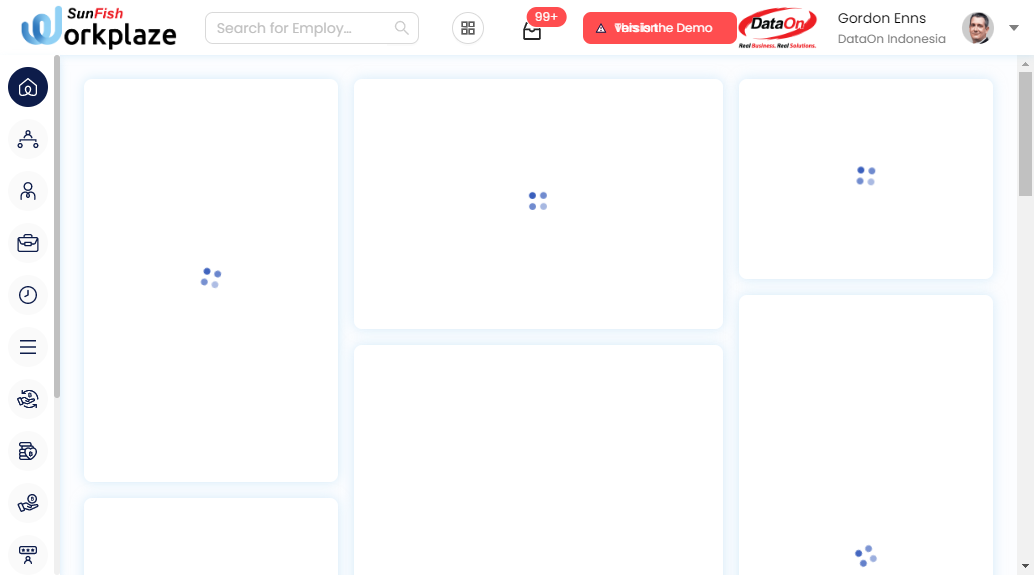 SunFish
Workplaze
Search for Employ...
99+
This is the Demo
DataOn
Real Business. Real Solutions.
Gordon Enns
DataOn Indonesia